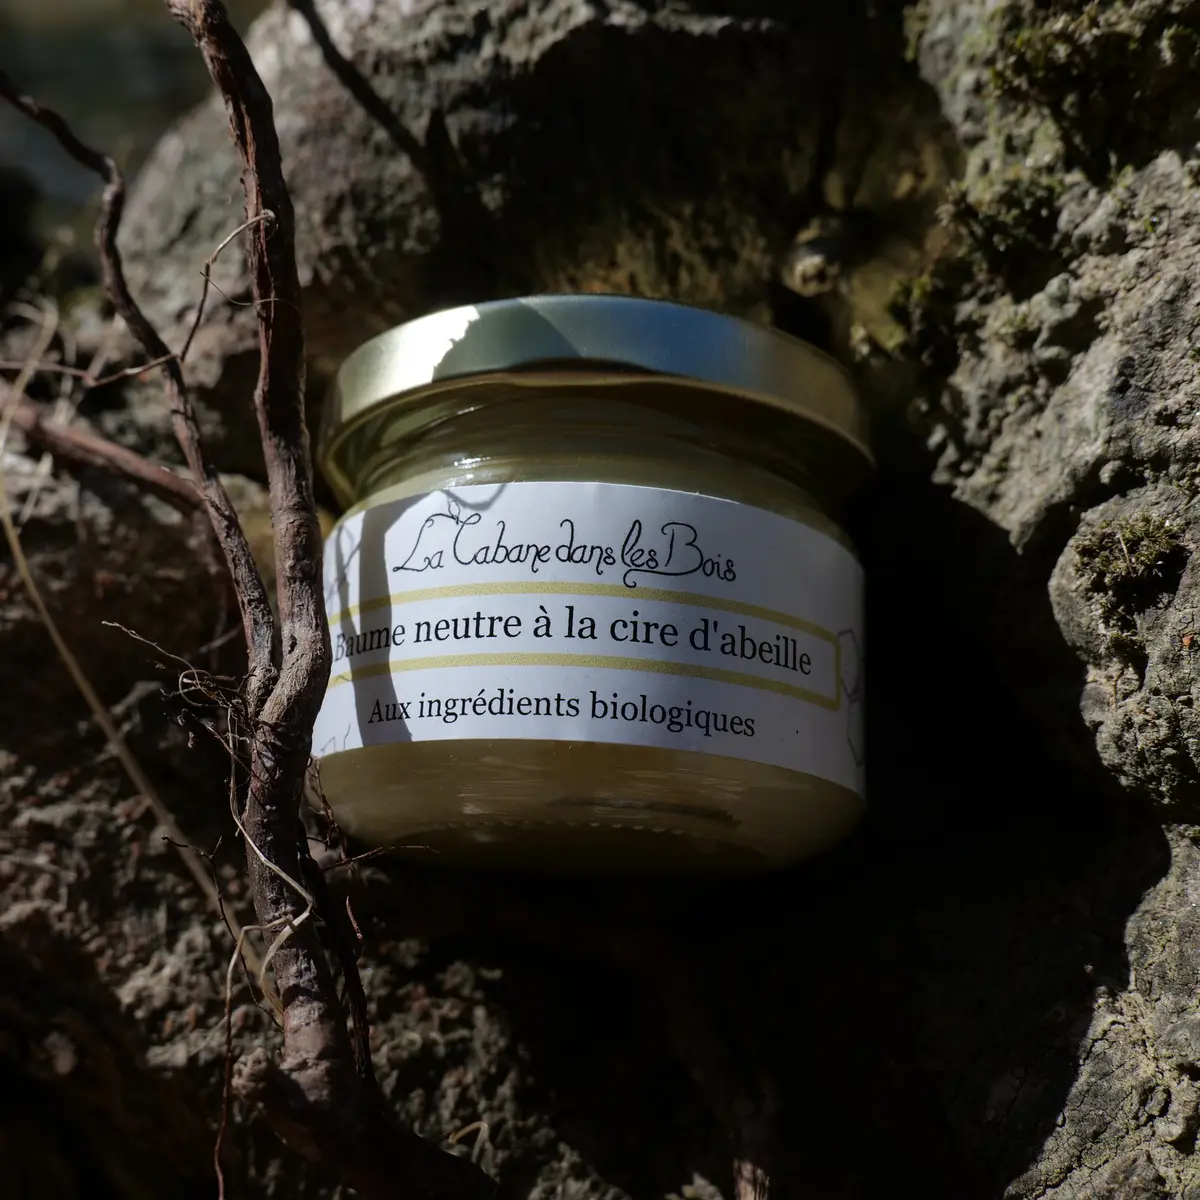 La Cabane dans les Bois
Baume neutre à la cire d'abeille
Aux ingrédients biologiques